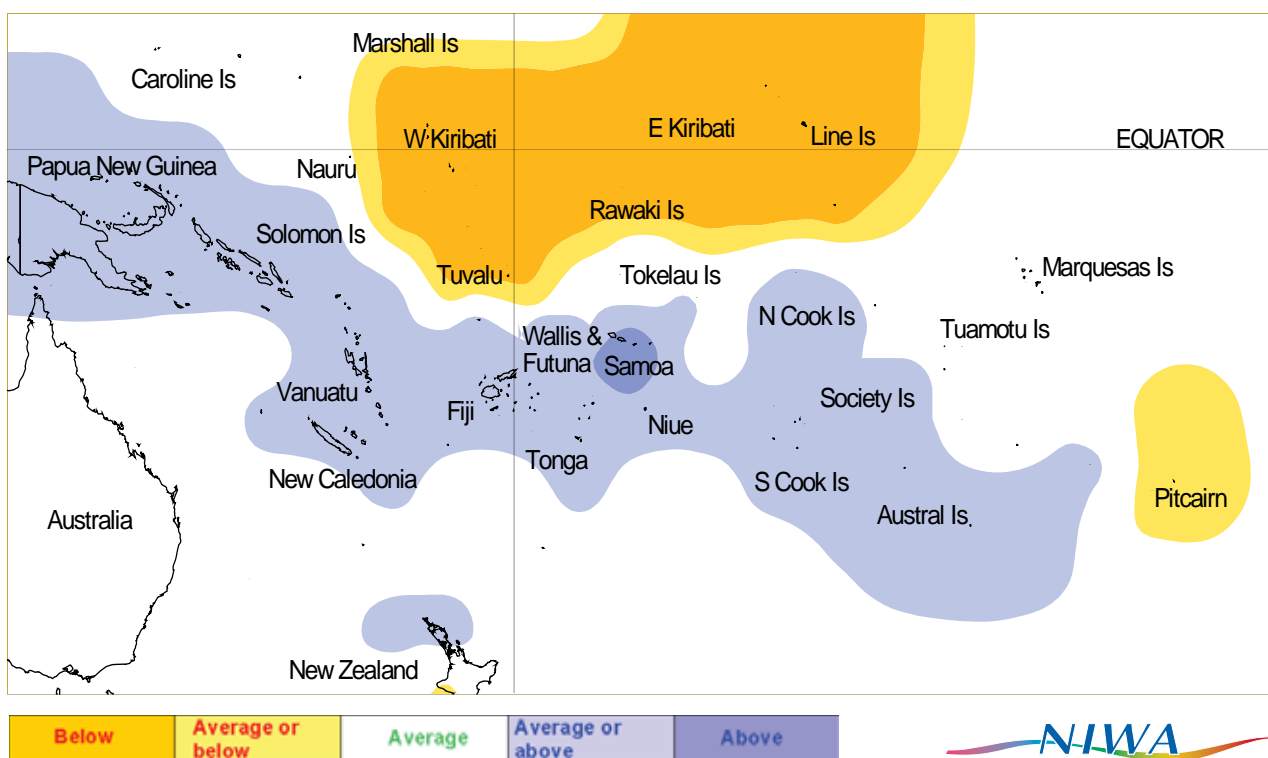 Marshall Is
Caroline Is
W Kiribati
E Kiribati
Line Is
EQUATOR
Papua New Guinea
Nauru
Rawaki Is
Solomon Is
Tuvalu
Tokelau Is
Marquesas Is
N Cook Is
Tuamotu Is
Wallis &
Futuna
Samoa
Vanuatu
Fiji
Society Is
Niue
Tonga
New Caledonia
S Cook Is
Pitcairn
Australia
Austral Is
New Zealand
Below
Average or
below
Average
Average or
above
Above
NIWA